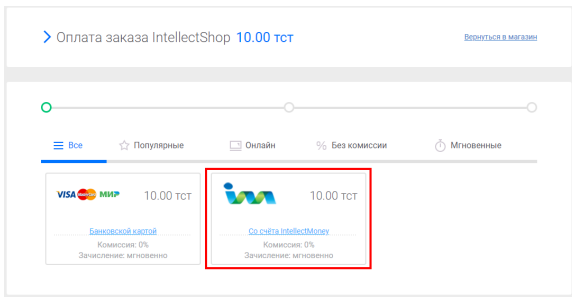 Оплата заказа IntellectShop 10.00 тст
Вернуться в магазин
Все
Популярные
Онлайн
% Без комиссии
Мгновенные
VISA MasterCard МИР 10.00 тст
Банковской картой
Комиссия: 0%
Зачисление: мгновенно
10.00 тст
Со счёта IntellectMoney
Комиссия: 0%
Зачисление: мгновенно